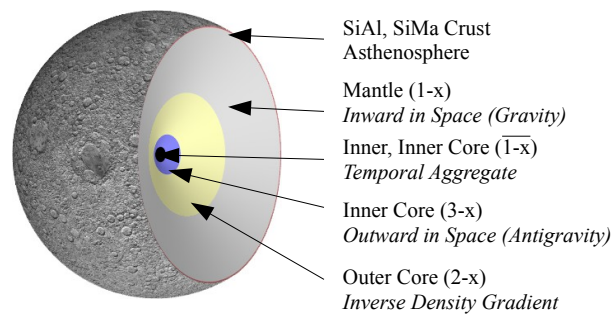 SiAl, SiMa Crust
Asthenosphere
Mantle (1-x)
Inward in Space (Gravity)
Inner, Inner Core (1-x)
Temporal Aggregate
Inner Core (3-x)
Outward in Space (Antigravity)
Outer Core (2-x)
Inverse Density Gradient